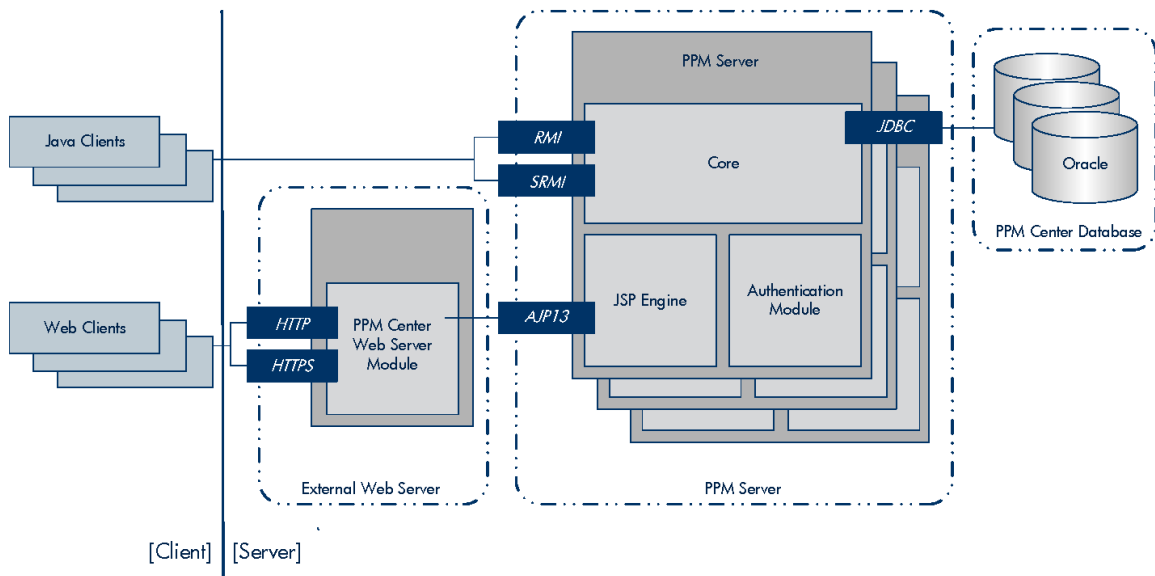 PPM Server
Java Clients
RMI
SRMI
Core
JDBC
Oracle
PPM Center Database
Web Clients
HTTP
HTTPS
PPM Center
Web Server
Module
AJP13
JSP Engine
Authentication
Module
External Web Server
PPM Server
[Client]
[Server]